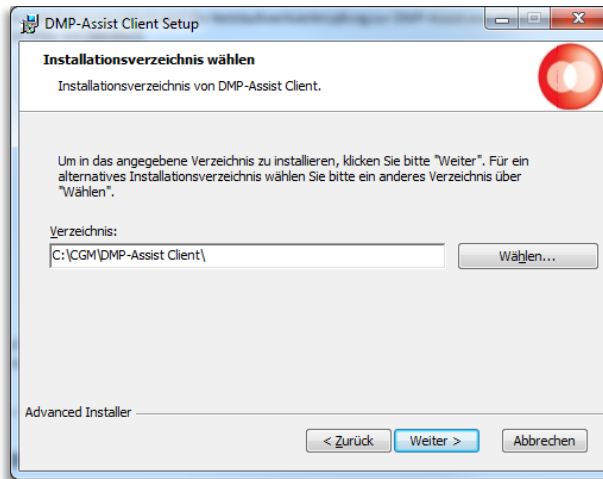 DMP-Assist Client Setup
Installationsverzeichnis wählen
Installationsverzeichnis von DMP-Assist Client.
Um in das angegebene Verzeichnis zu installieren, klicken Sie bitte "Weiter". Für ein
alternatives Installationsverzeichnis wählen Sie bitte ein anderes Verzeichnis über
"Wählen".
Verzeichnis:
C:\CGM\DMP-Assist Client\
Wählen...
Advanced Installer
< Zurück
Weiter >
Abbrechen